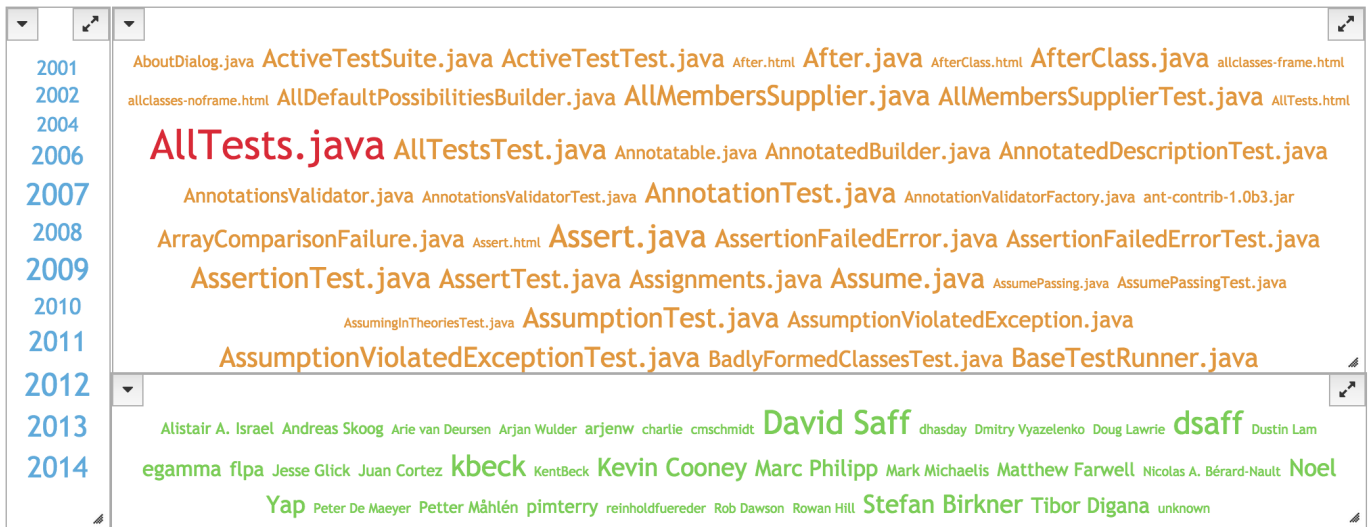 2001
2002
2004
2006
2007
2008
2009
2010
2011
2012
2013
2014
AboutDialog.java ActiveTestSuite.java ActiveTestTest.java After.html After.java AfterClass.html AfterClass.java allclasses-frame.html
allclasses-noframe.html AllDefaultPossibilitiesBuilder.java AllMembersSupplier.java AllMembersSupplierTest.java AllTests.html
AllTests.java AllTestsTest.java Annotatable.java AnnotatedBuilder.java AnnotatedDescriptionTest.java
AnnotationsValidator.java AnnotationsValidatorTest.java AnnotationTest.java AnnotationValidatorFactory.java ant-contrib-1.0b3.jar
ArrayComparisonFailure.java Assert.html Assert.java AssertionFailedError.java AssertionFailedErrorTest.java
AssertionTest.java AssertTest.java Assignments.java Assume.java AssumePassing.java AssumePassingTest.java
AssumingInTheoriesTest.java AssumptionTest.java AssumptionViolatedException.java
AssumptionViolatedExceptionTest.java BadlyFormedClassesTest.java BaseTestRunner.java
Alistair A. Israel Andreas Skoog Arie van Deursen Arjan Wulder arjenw charlie cmschmidt David Saff dhasday Dmitry Vyazelenko Doug Lawrie dsaff Dustin Lam
egamma flpa Jesse Glick Juan Cortez kbeck KentBeck Kevin Cooney Marc Philipp Mark Michaelis Matthew Farwell Nicolas A. Bérard-Nault Noel
Yap Peter De Maeyer Petter Måhlén pimterry reinholdfuereder Rob Dawson Rowan Hill Stefan Birkner Tibor Digana unknown